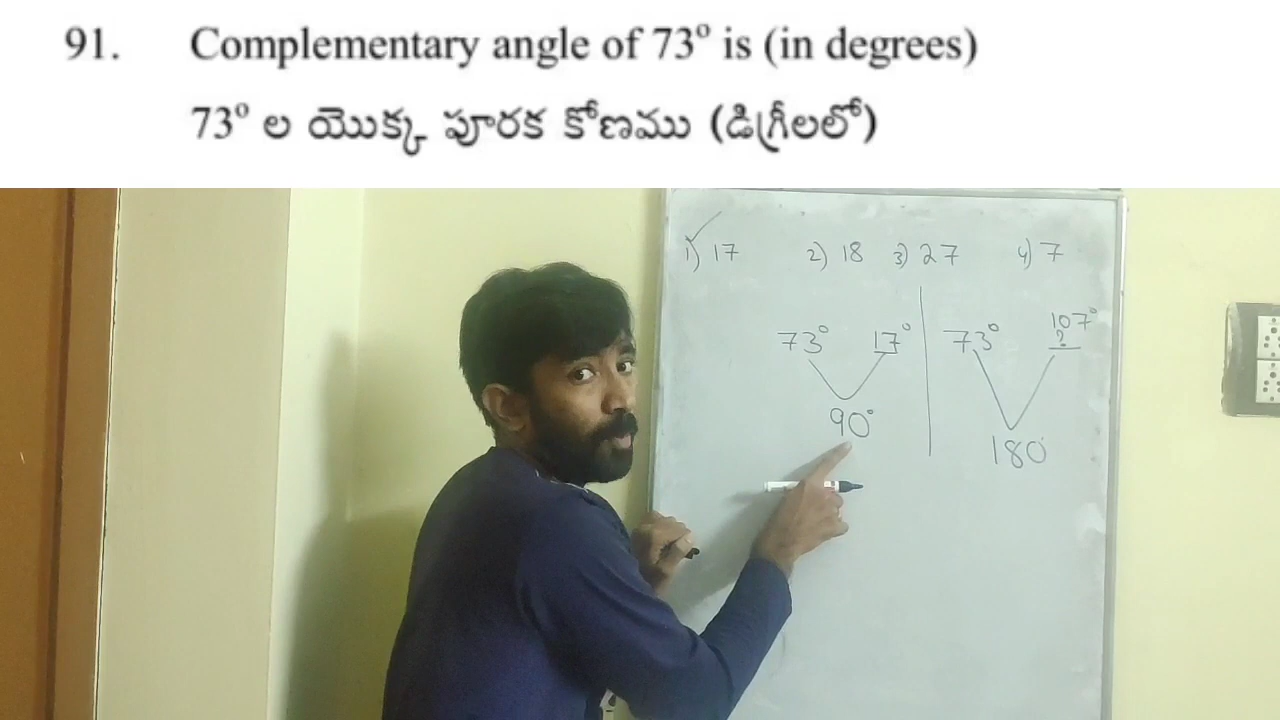 91. Complementary angle of 73° is (in degrees)
73° ల యొక్క పూరక కోణము (డిగ్రీలలో)
1) 17 2) 18 3) 27 4) 7
73° 17° 73° 107°
?
90° 180°